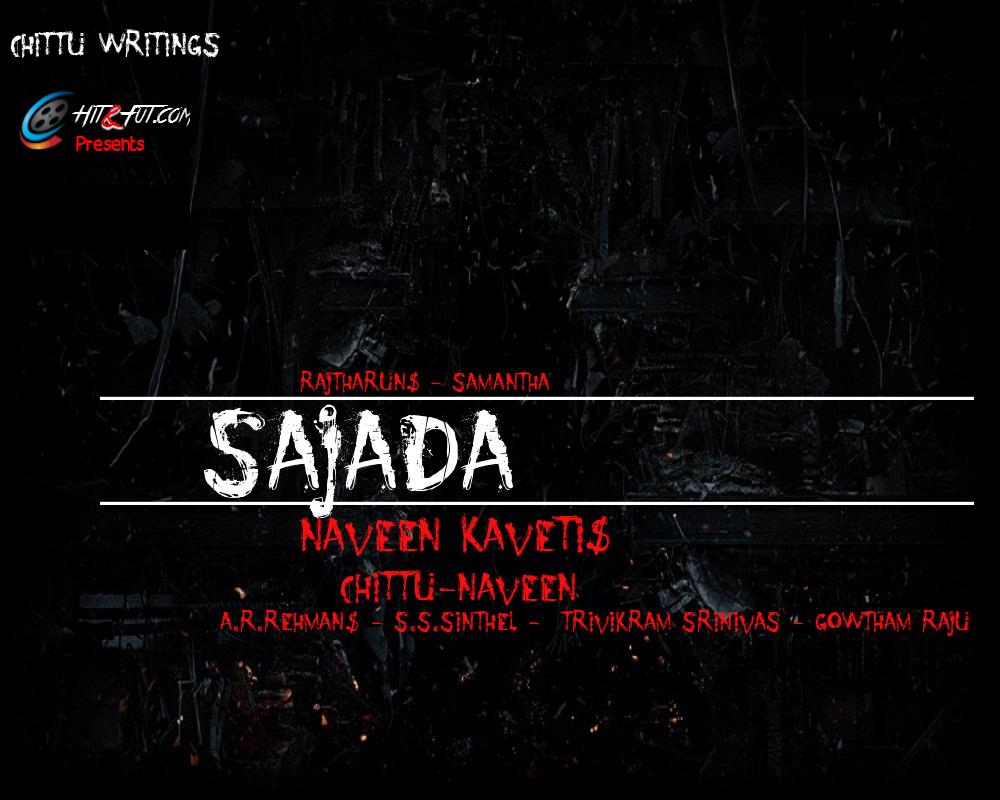 CHITTU WRITINGS
HIT&FUT.COM
Presents
RAJTHARUN$ - SAMANTHA
SAJADA
NAVEEN KAVETI$
CHITTU-NAVEEN
A.R.REHMAN$ - S.S.SINTHEL - TRIVIKRAM SRINIVAS - GOWTHAM RAJU